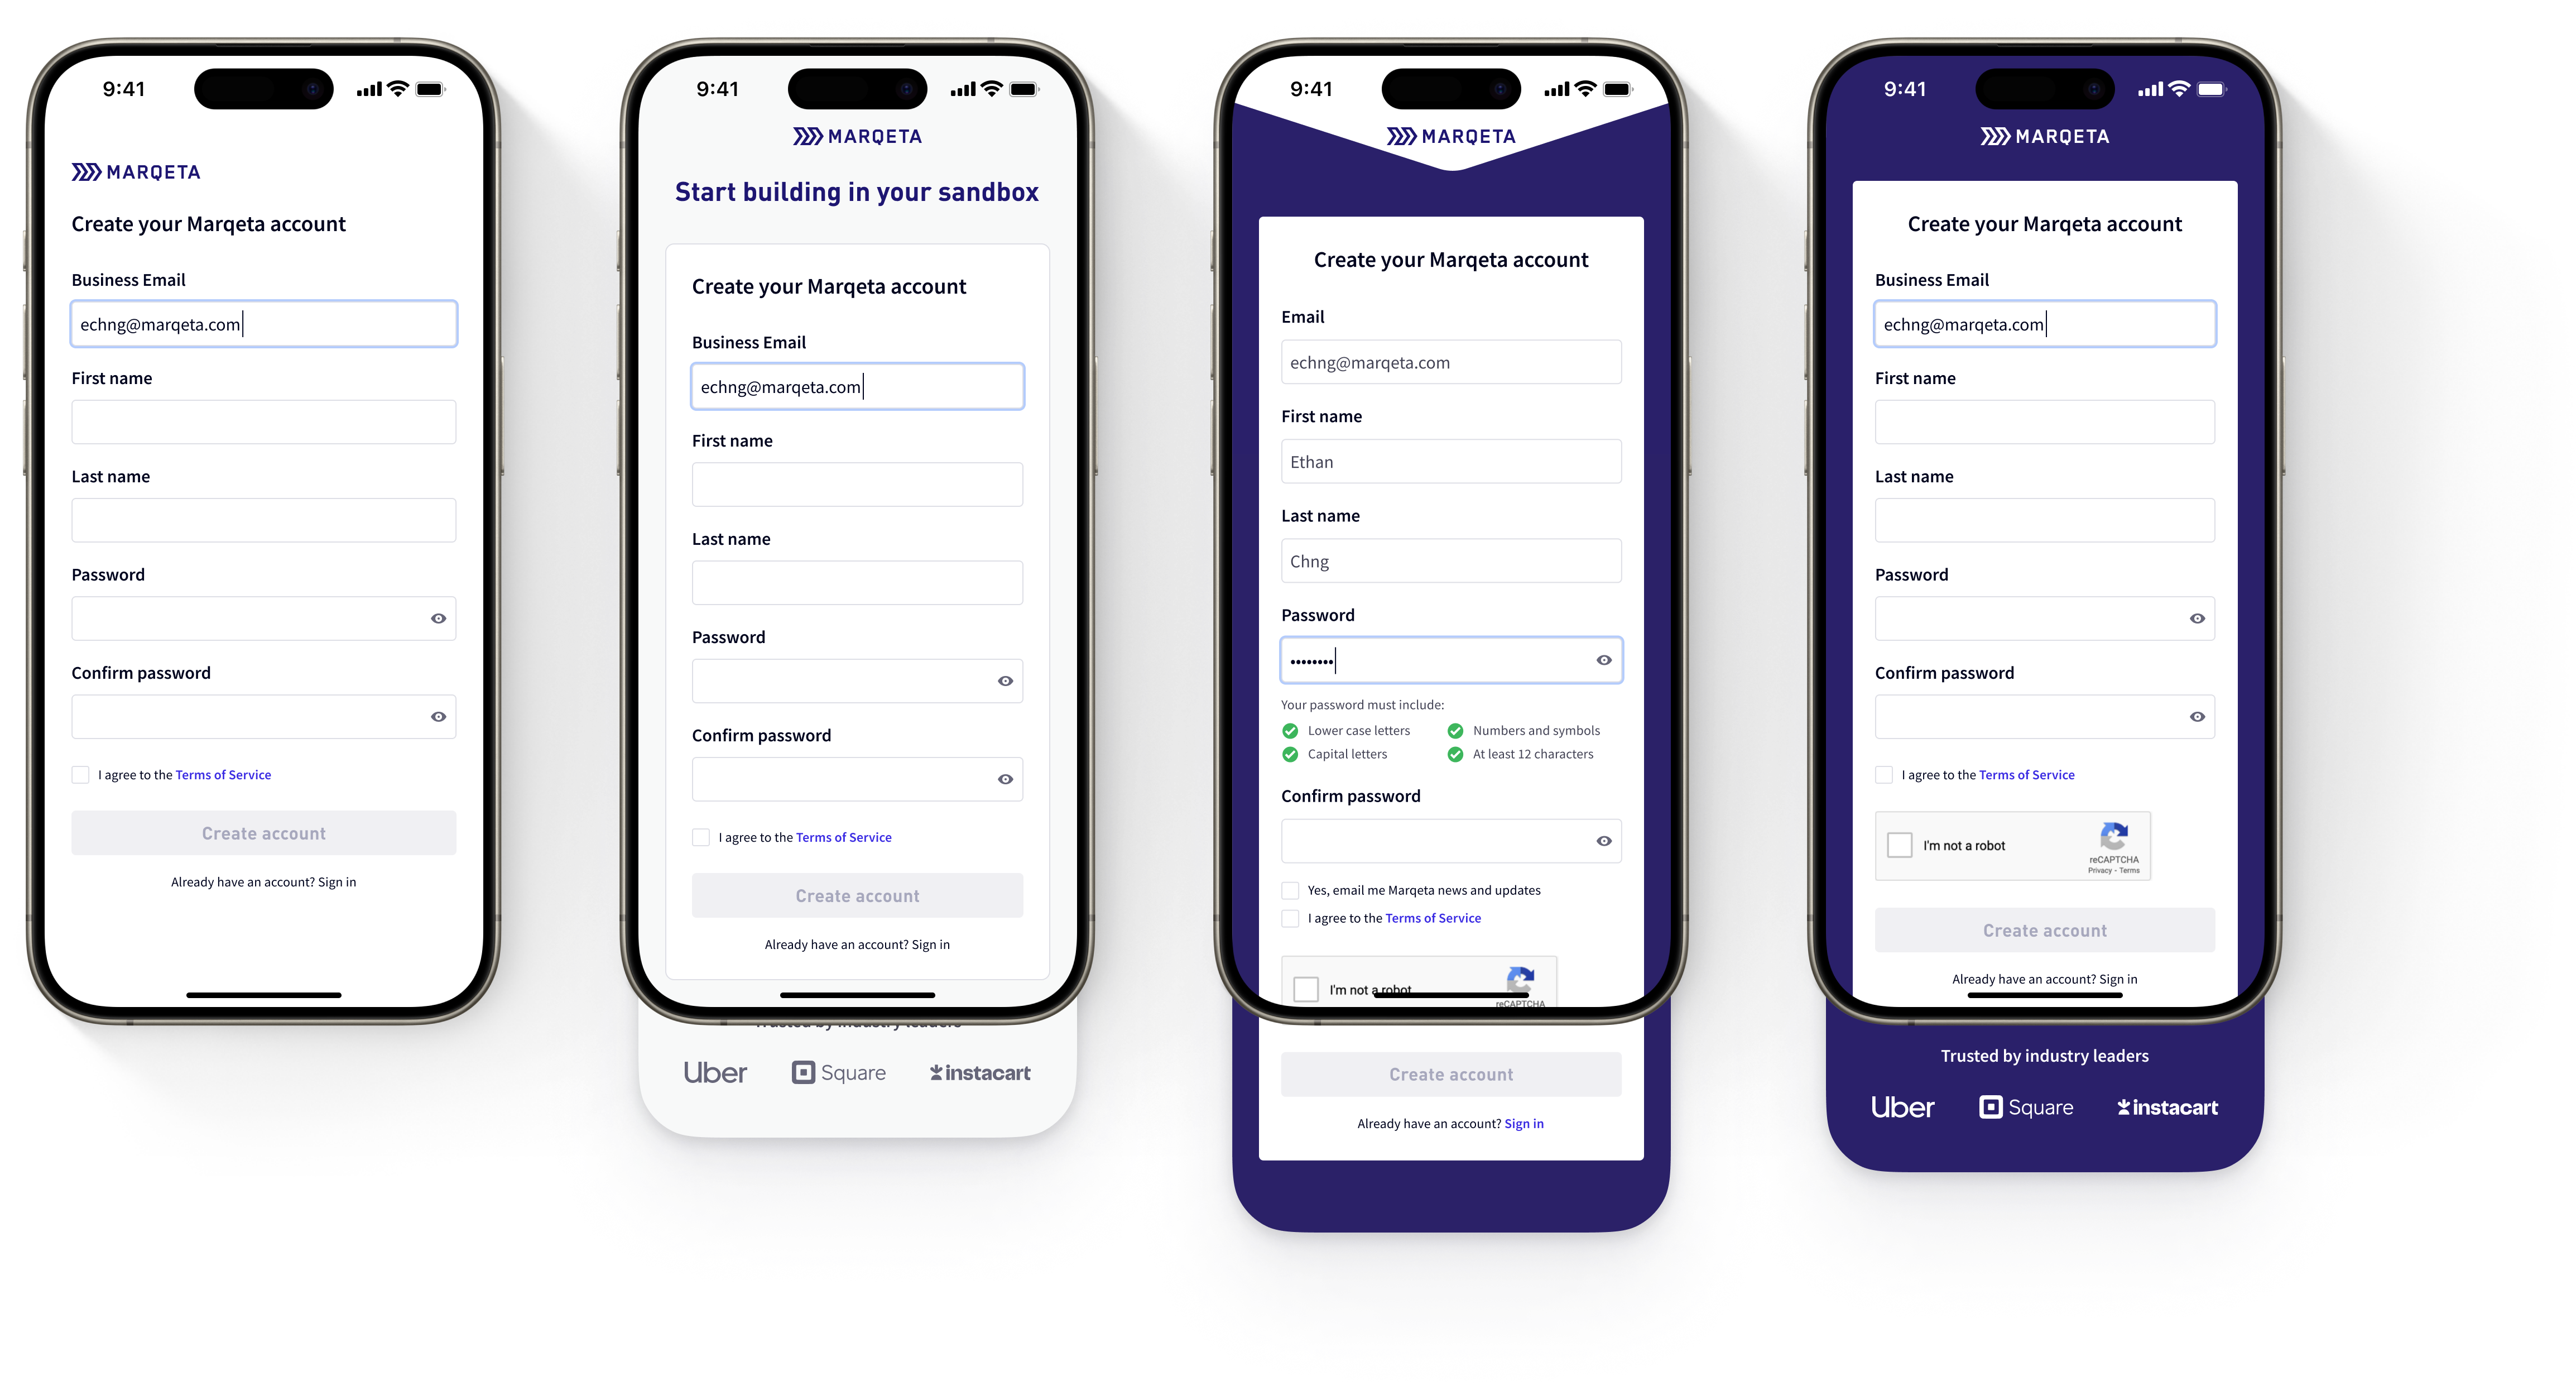 9:41
MARQETA
Create your Marqeta account
Business Email
echng@marqeta.com
First name
Last name
Password
Confirm password
I agree to the Terms of Service
Create account
Already have an account? Sign in
9:41
MARQETA
Start building in your sandbox
Create your Marqeta account
Business Email
echng@marqeta.com
First name
Last name
Password
Confirm password
I agree to the Terms of Service
Create account
Already have an account? Sign in
Trusted by industry leaders
Uber Square instacart
9:41
MARQETA
Create your Marqeta account
Email
echng@marqeta.com
First name
Ethan
Last name
Chng
Password
••••••••
Your password must include:
Lower case letters Numbers and symbols
Capital letters At least 12 characters
Confirm password
Yes, email me Marqeta news and updates
I agree to the Terms of Service
I'm not a robot
reCAPTCHA
Create account
Already have an account? Sign in
9:41
MARQETA
Create your Marqeta account
Business Email
echng@marqeta.com
First name
Last name
Password
Confirm password
I agree to the Terms of Service
I'm not a robot
reCAPTCHA
Privacy - Terms
Create account
Already have an account? Sign in
Trusted by industry leaders
Uber Square instacart